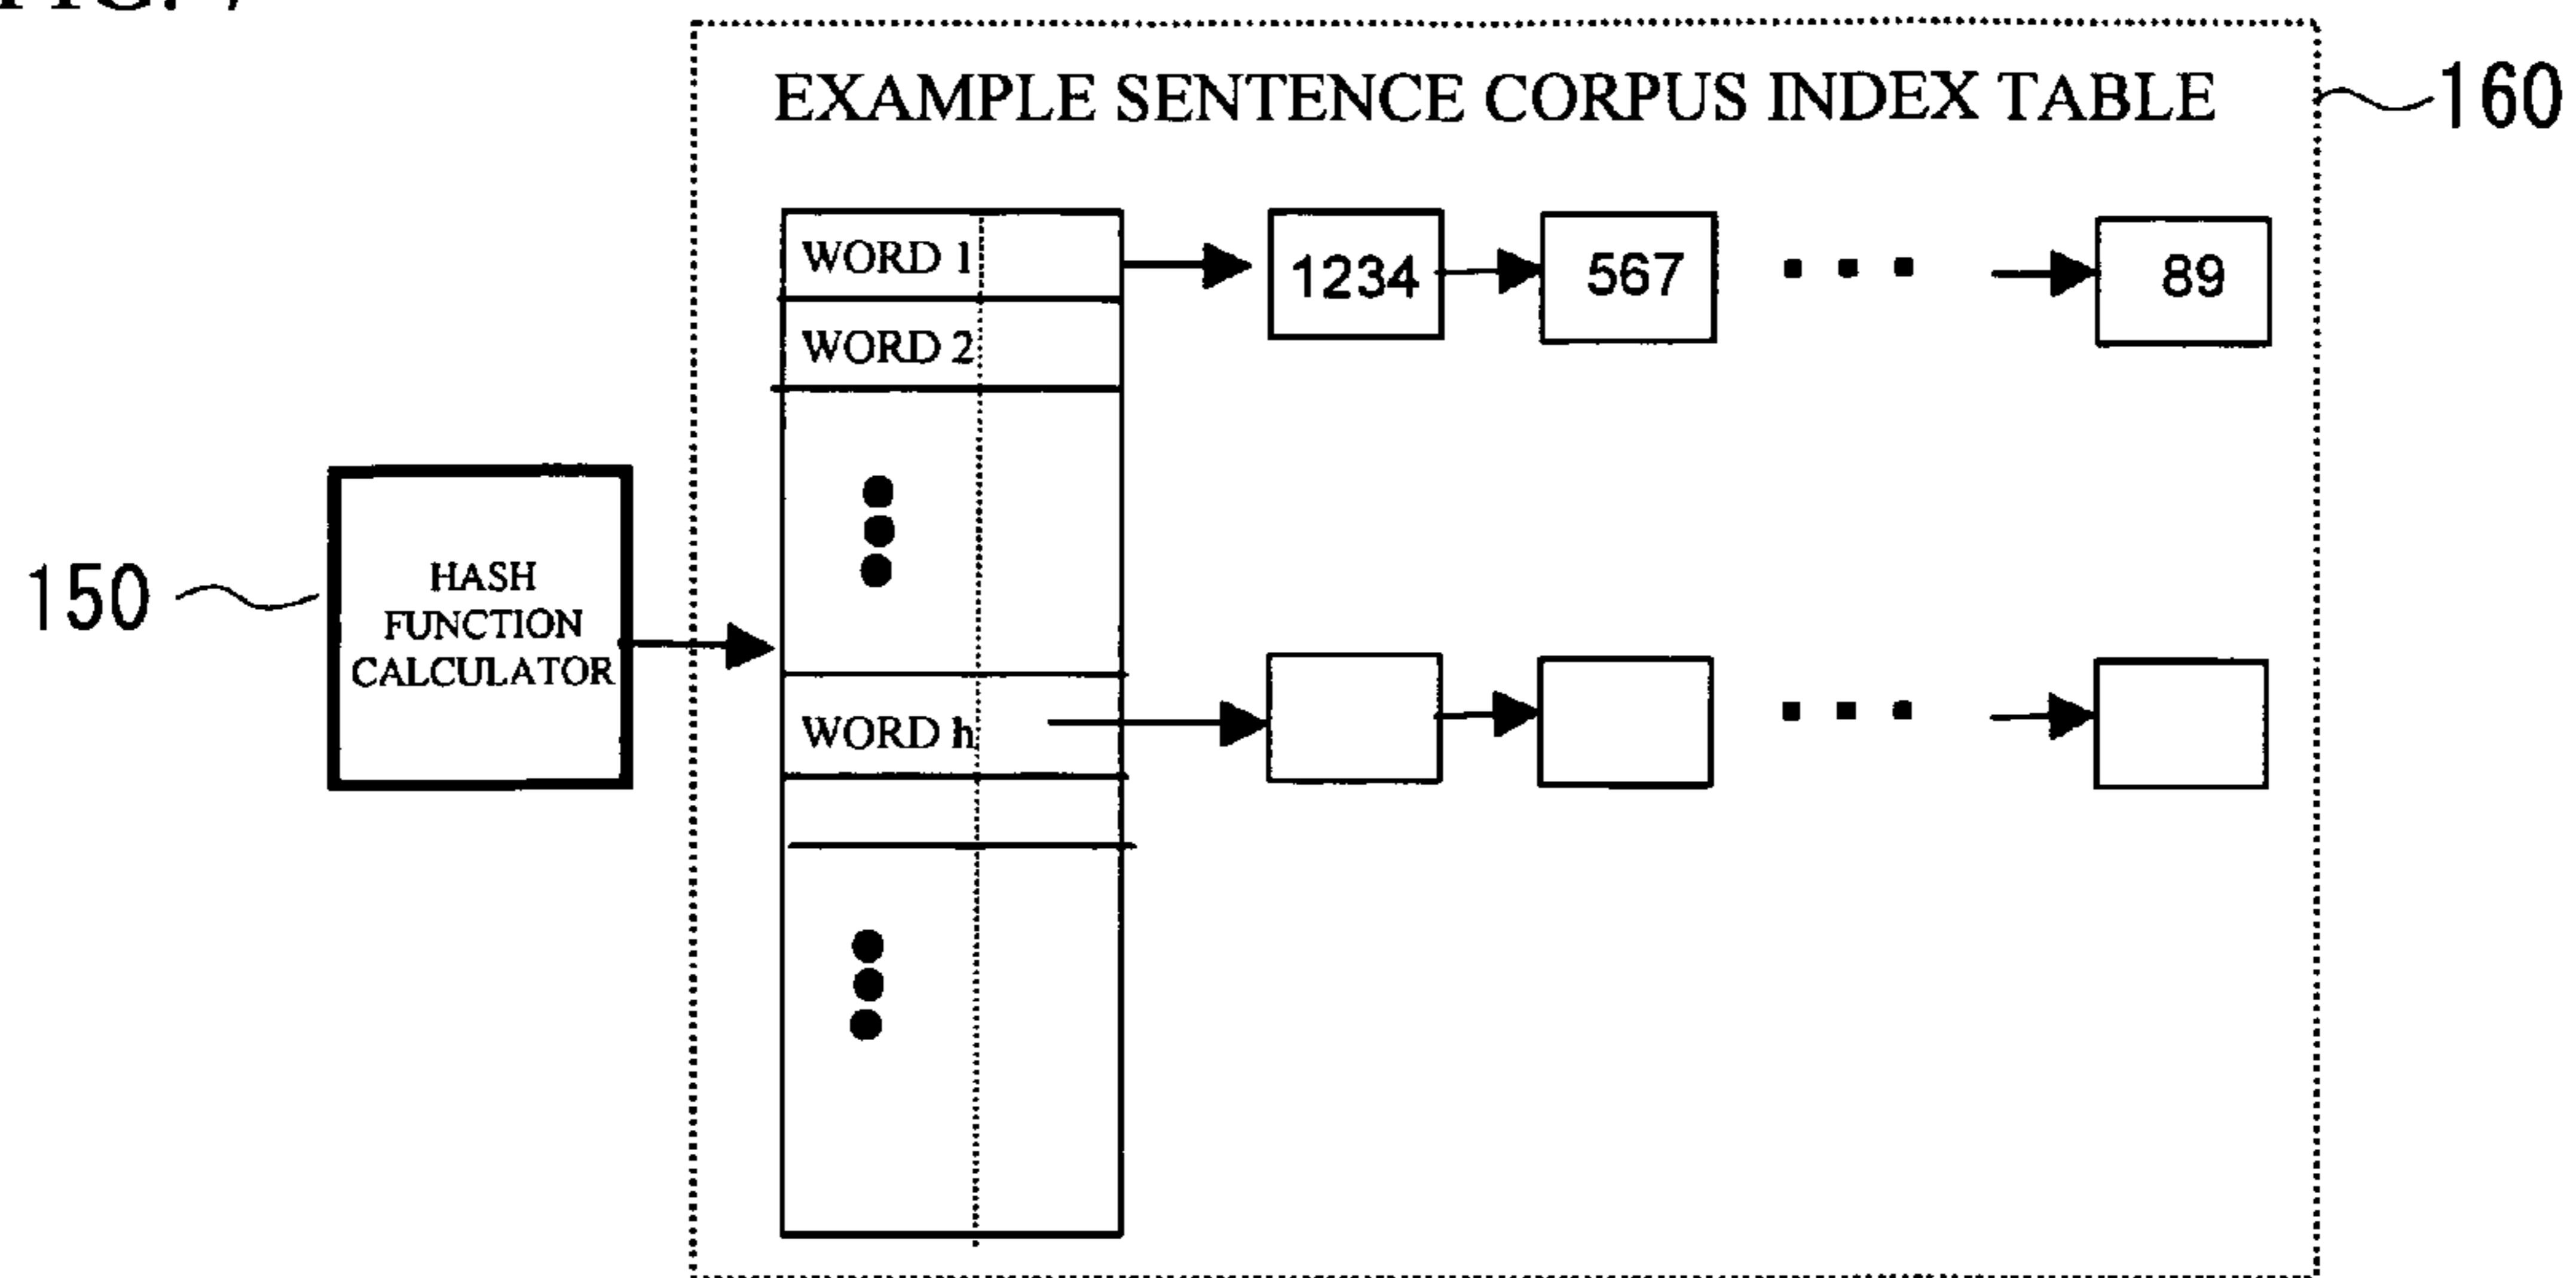 EXAMPLE SENTENCE CORPUS INDEX TABLE
160
WORD 1
1234
567
89
WORD 2
150
HASH
FUNCTION
CALCULATOR
WORD h